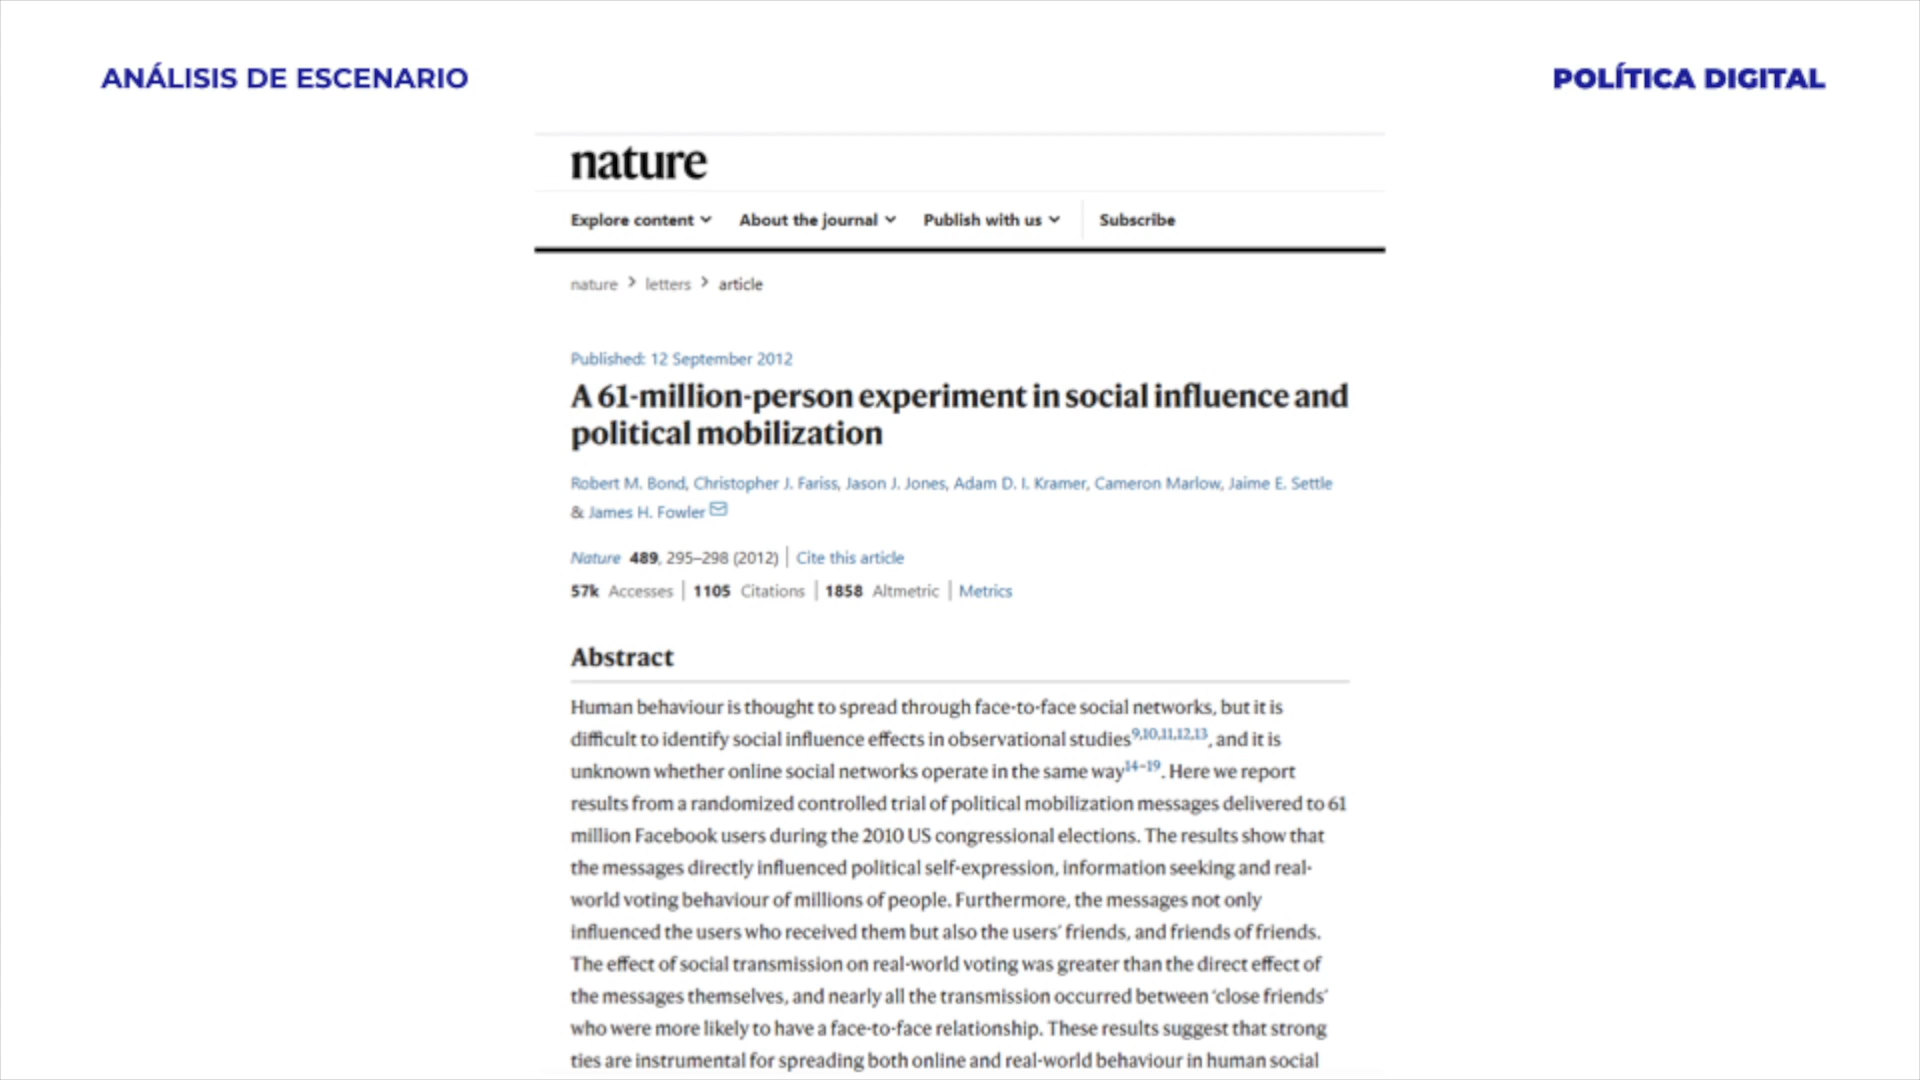 ANÁLISIS DE ESCENARIO
POLÍTICA DIGITAL
nature
Explore content About the journal Publish with us Subscribe
nature > letters > article
Published: 12 September 2012
A 61-million-person experiment in social influence and
political mobilization
Robert M. Bond, Christopher J. Fariss, Jason J. Jones, Adam D. I. Kramer, Cameron Marlow, Jaime E. Settle
& James H. Fowler
Nature 489, 295–298 (2012) | Cite this article
57k Accesses | 1105 Citations | 1858 Altmetric | Metrics
Abstract
Human behaviour is thought to spread through face-to-face social networks, but it is
difficult to identify social influence effects in observational studies9,10,11,12,13, and it is
unknown whether online social networks operate in the same way14–19. Here we report
results from a randomized controlled trial of political mobilization messages delivered to 61
million Facebook users during the 2010 US congressional elections. The results show that
the messages directly influenced political self-expression, information seeking and real-
world voting behaviour of millions of people. Furthermore, the messages not only
influenced the users who received them but also the users' friends, and friends of friends.
The effect of social transmission on real-world voting was greater than the direct effect of
the messages themselves, and nearly all the transmission occurred between 'close friends'
who were more likely to have a face-to-face relationship. These results suggest that strong
ties are instrumental for spreading both online and real-world behaviour in human social